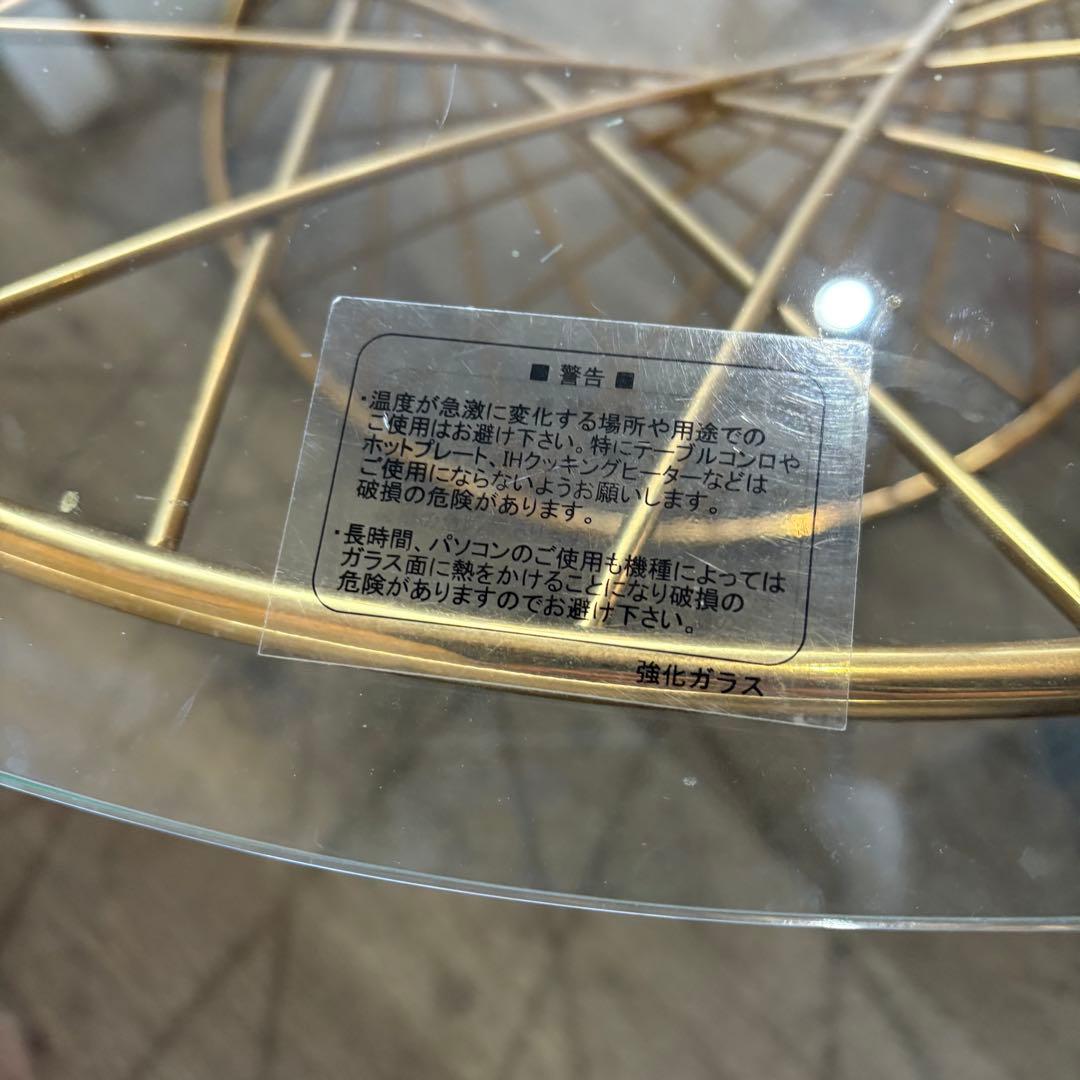 ■ 警告 ■
・温度が急激に変化する場所や用途での
ご使用はお避け下さい。特にテーブルコンロや
ホットプレート、IHクッキングヒーターなどは
ご使用にならないようお願いします。
破損の危険があります。
・長時間、パソコンのご使用も機種によっては
ガラス面に熱をかけることになり破損の
危険がありますのでお避け下さい。
強化ガラス